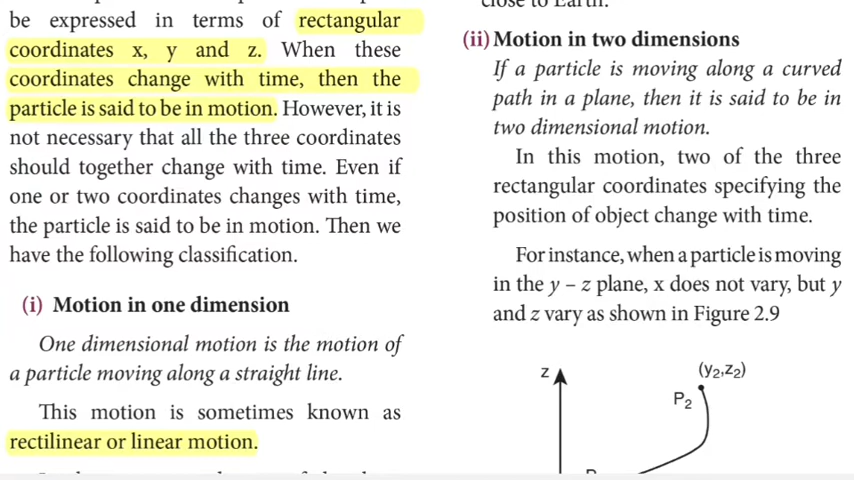 be expressed in terms of rectangular
coordinates x, y and z. When these
coordinates change with time, then the
particle is said to be in motion. However, it is
not necessary that all the three coordinates
should together change with time. Even if
one or two coordinates changes with time,
the particle is said to be in motion. Then we
have the following classification.
(i) Motion in one dimension
One dimensional motion is the motion of
a particle moving along a straight line.
This motion is sometimes known as
rectilinear or linear motion.
(ii) Motion in two dimensions
If a particle is moving along a curved
path in a plane, then it is said to be in
two dimensional motion.
In this motion, two of the three
rectangular coordinates specifying the
position of object change with time.
For instance, when a particle is moving
in the y – z plane, x does not vary, but y
and z vary as shown in Figure 2.9
z
(y₂,z₂)
P₂